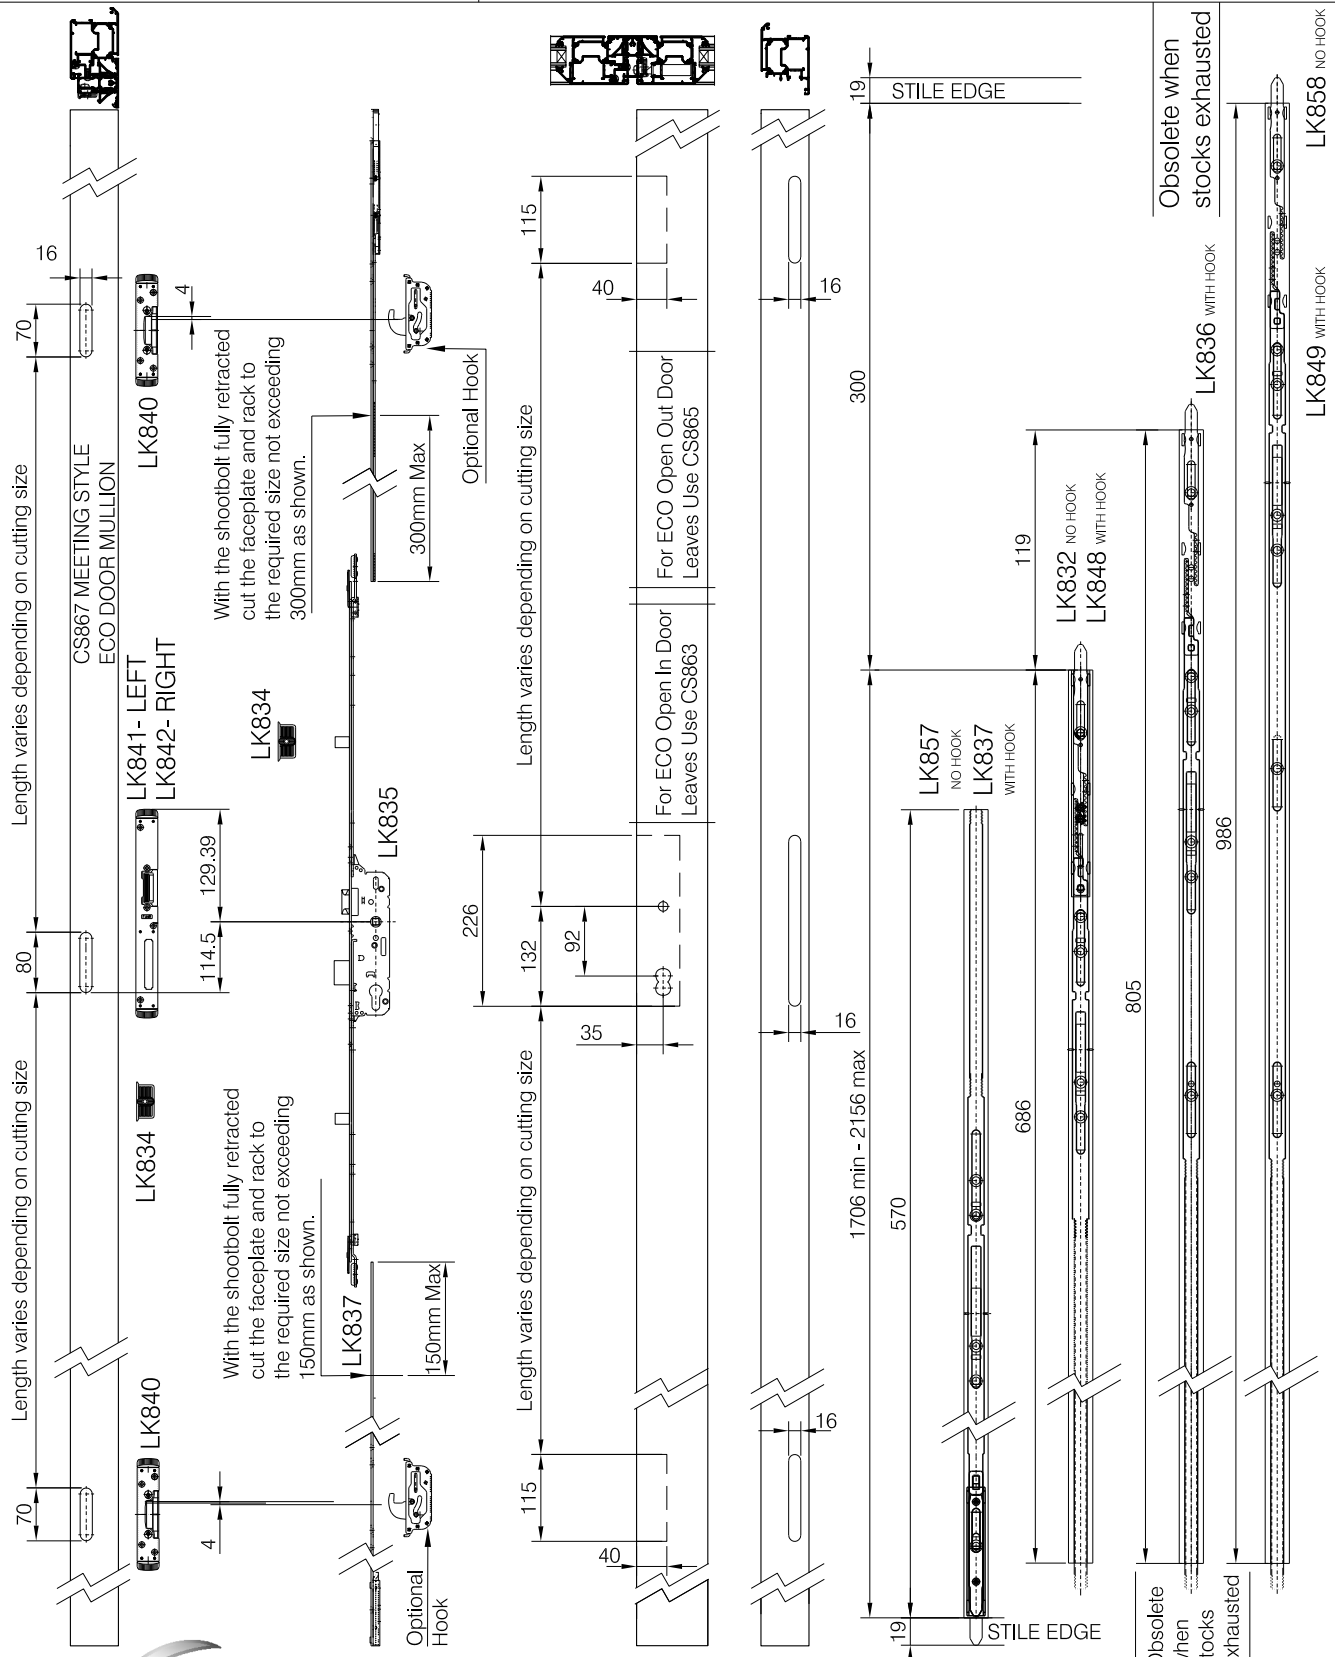 16
70
4
LK840
Length varies depending on cutting size
CS867 MEETING STYLE
ECO DOOR MULLION
LK841- LEFT
LK842- RIGHT
129.39
114.5
80
Length varies depending on cutting size
LK834
LK840
70
4
With the shootbolt fully retracted
cut the faceplate and rack to
the required size not exceeding
300mm as shown.
300mm Max
Optional Hook
LK834
LK835
With the shootbolt fully retracted
cut the faceplate and rack to
the required size not exceeding
150mm as shown.
LK837
150mm Max
Optional
Hook
115
40
16
Length varies depending on cutting size
For ECO Open Out Door
Leaves Use CS865
For ECO Open In Door
Leaves Use CS863
226
132
92
35
16
Length varies depending on cutting size
115
40
16
19
STILE EDGE
300
119
1706 min - 2156 max
570
686
805
986
LK857
NO HOOK
LK837
WITH HOOK
LK832 NO HOOK
LK848 WITH HOOK
LK836 WITH HOOK
LK849 WITH HOOK
LK858 NO HOOK
Obsolete when
stocks exhausted
19
STILE EDGE
Obsolete
when
stocks
exhausted